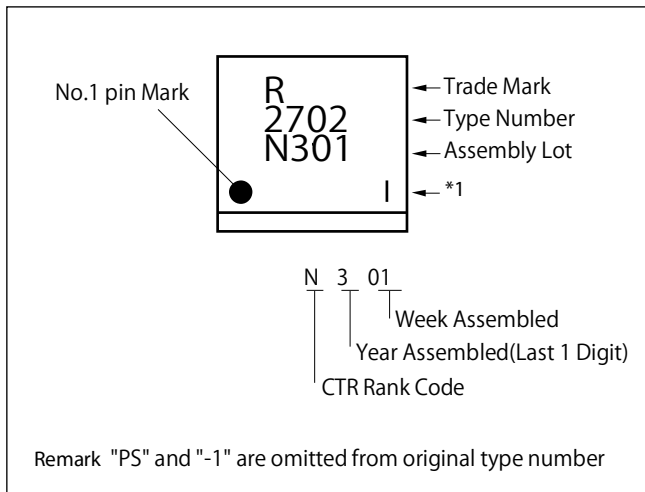 No.1 pin Mark
R
2702
N301
I
Trade Mark
Type Number
Assembly Lot
*1
N 3 01
Week Assembled
Year Assembled(Last 1 Digit)
CTR Rank Code
Remark "PS" and "-1" are omitted from original type number